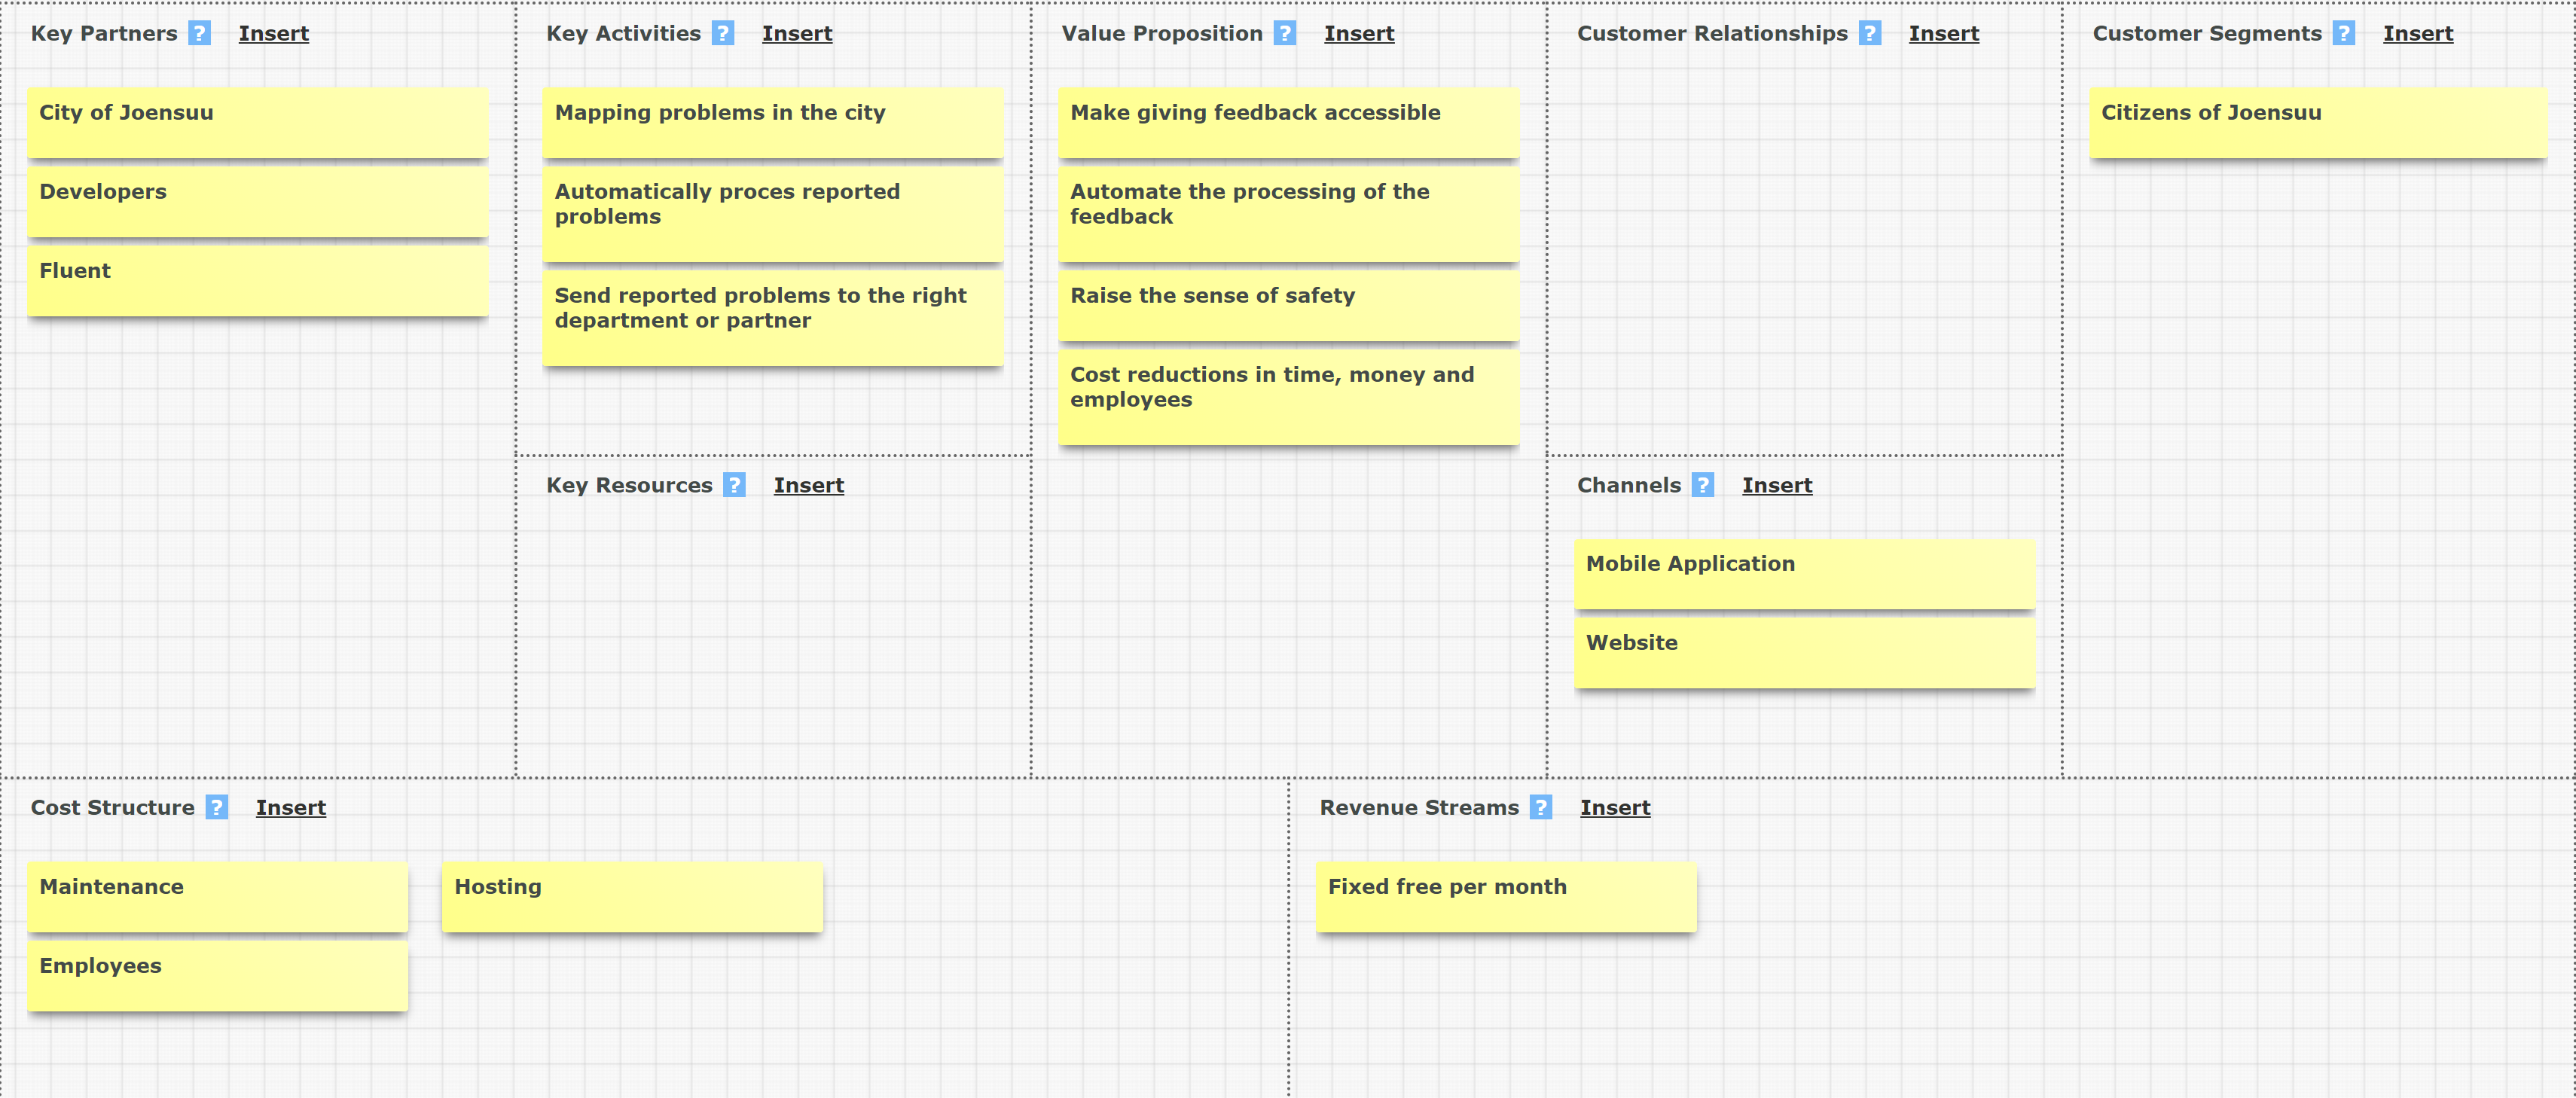 Key Partners ? Insert
City of Joensuu
Developers
Fluent
Key Activities ? Insert
Mapping problems in the city
Automatically proces reported
problems
Send reported problems to the right
department or partner
Key Resources ? Insert
Value Proposition ? Insert
Make giving feedback accessible
Automate the processing of the
feedback
Raise the sense of safety
Cost reductions in time, money and
employees
Customer Relationships ? Insert
Channels ? Insert
Mobile Application
Website
Customer Segments ? Insert
Citizens of Joensuu
Cost Structure ? Insert
Maintenance
Employees
Hosting
Revenue Streams ? Insert
Fixed free per month